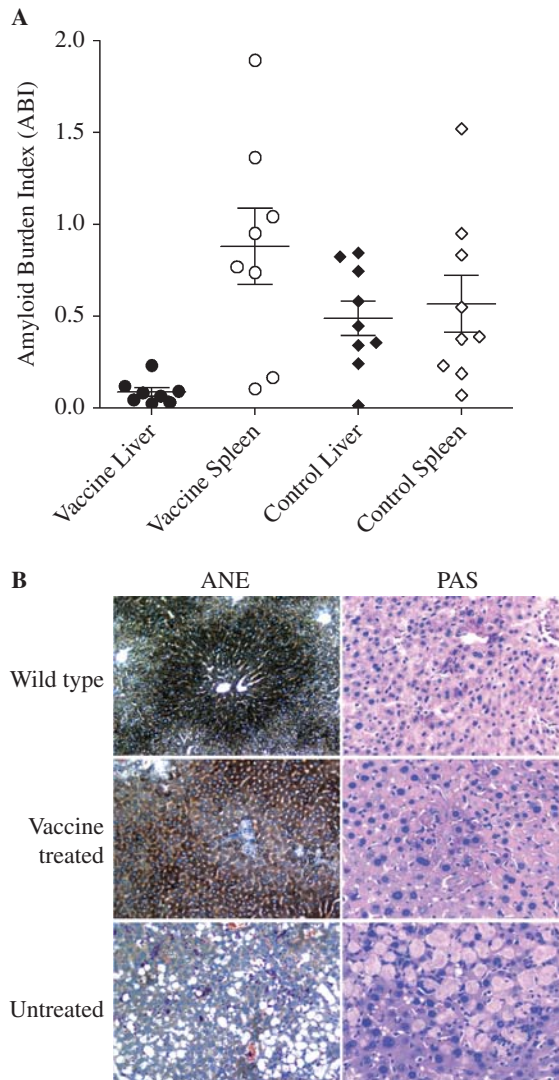 A
Amyloid Burden Index (ABI)
2.0
1.5
1.0
0.5
0.0
Vaccine Liver
Vaccine Spleen
Control Liver
Control Spleen
B
ANE PAS
Wild type
Vaccine
treated
Untreated